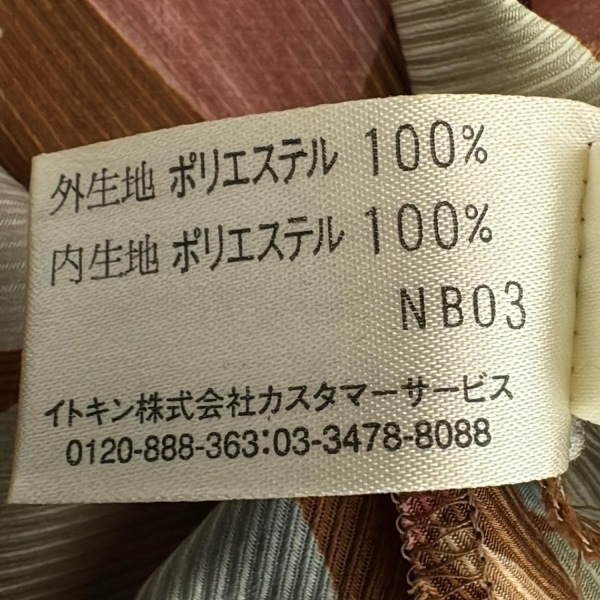 外生地 ポリエステル 100%
内生地 ポリエステル 100%
NB03
イトキン株式会社カスタマーサービス
0120-888-363:03-3478-8088